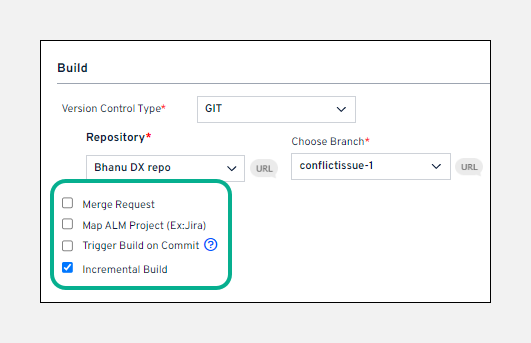 Build
Version Control Type* GIT
Repository* Choose Branch*
Bhanu DX repo URL conflictissue-1 URL
Merge Request
Map ALM Project (Ex:Jira)
Trigger Build on Commit ?
Incremental Build